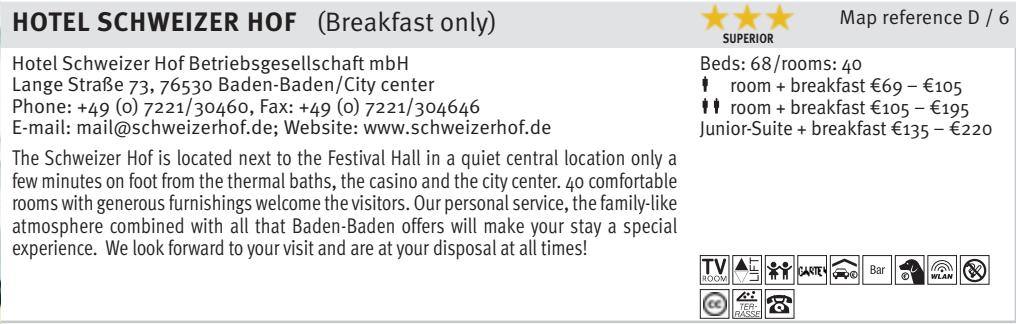 HOTEL SCHWEIZER HOF (Breakfast only)
SUPERIOR
Map reference D / 6
Hotel Schweizer Hof Betriebsgesellschaft mbH
Lange Straße 73, 76530 Baden-Baden/City center
Phone: +49 (0) 7221/30460, Fax: +49 (0) 7221/304646
E-mail: mail@schweizerhof.de; Website: www.schweizerhof.de
The Schweizer Hof is located next to the Festival Hall in a quiet central location only a
few minutes on foot from the thermal baths, the casino and the city center. 40 comfortable
rooms with generous furnishings welcome the visitors. Our personal service, the family-like
atmosphere combined with all that Baden-Baden offers will make your stay a special
experience. We look forward to your visit and are at your disposal at all times!
Beds: 68/rooms: 40
room + breakfast €69 – €105
room + breakfast €105 – €195
Junior-Suite + breakfast €135 – €220
TV
ROOM
LIFT
GARTEN
©
Bar
©
WLAN
CC
TER-
RASSE